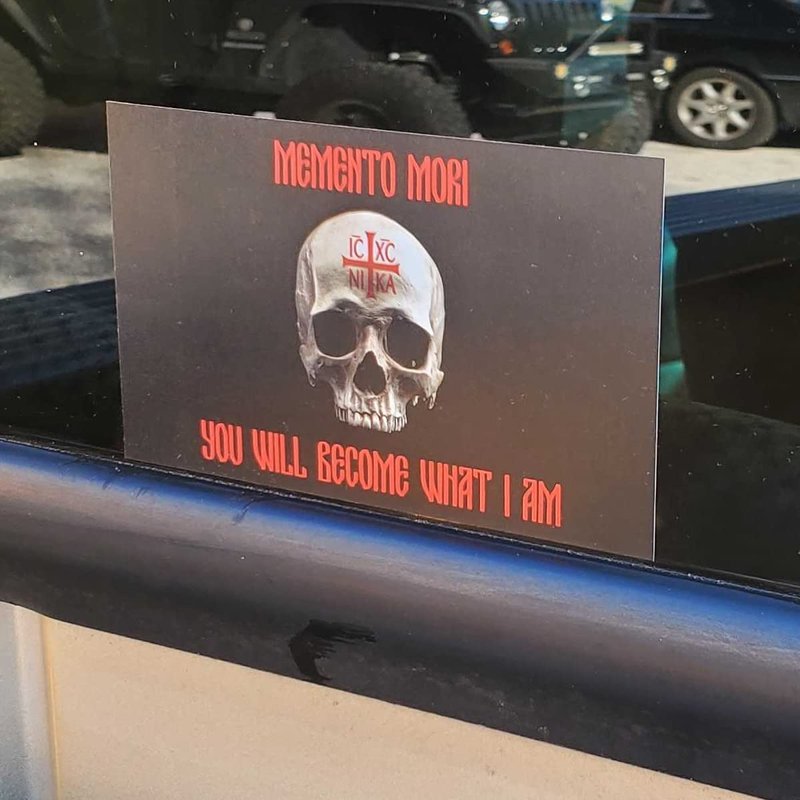 MEMENTO MORI
IC XC
NI KA
YOU WILL BECOME WHAT I AM